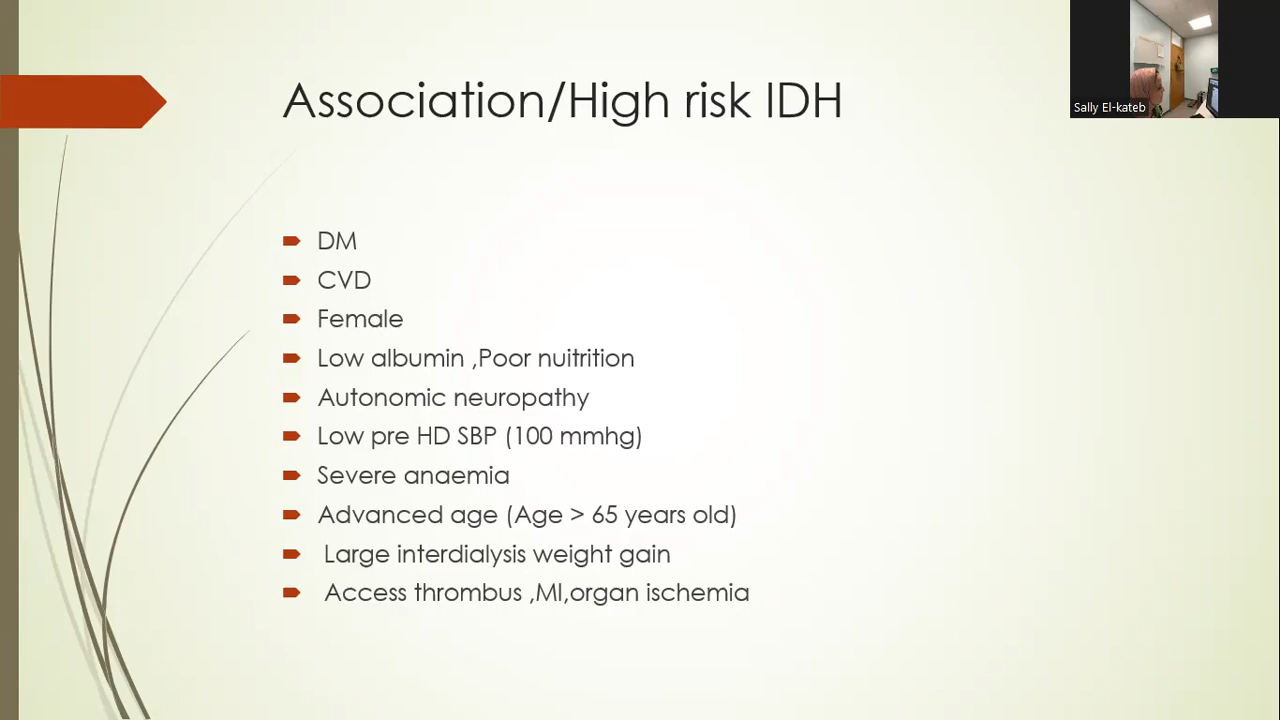 Association/High risk IDH
Sally El-kateb
DM
CVD
Female
Low albumin ,Poor nuitrition
Autonomic neuropathy
Low pre HD SBP (100 mmhg)
Severe anaemia
Advanced age (Age > 65 years old)
Large interdialysis weight gain
Access thrombus ,MI,organ ischemia